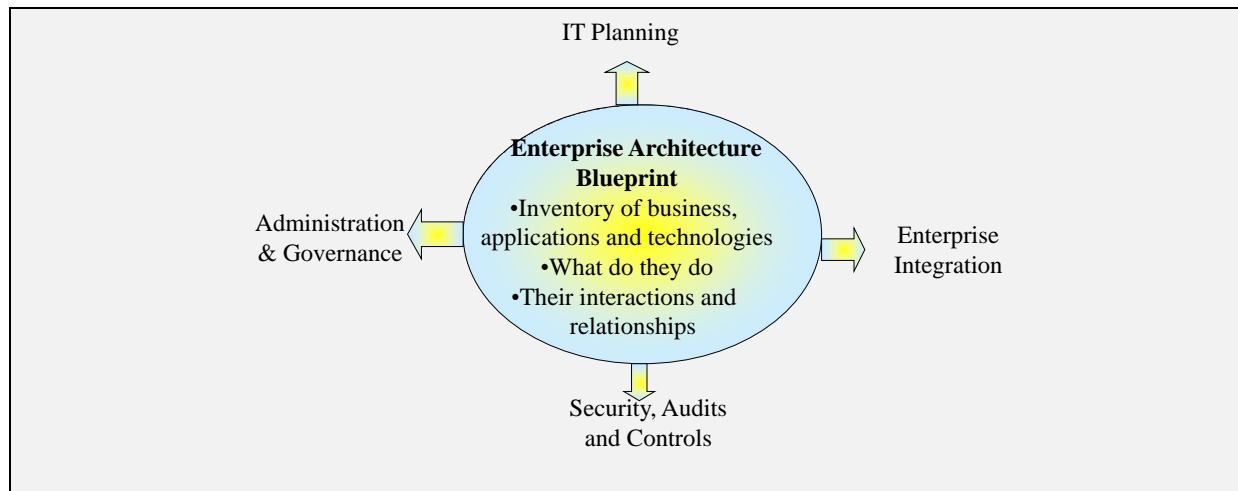 IT Planning
Enterprise Architecture
Blueprint
•Inventory of business,
applications and technologies
•What do they do
•Their interactions and
relationships
Administration
& Governance
Enterprise
Integration
Security, Audits
and Controls